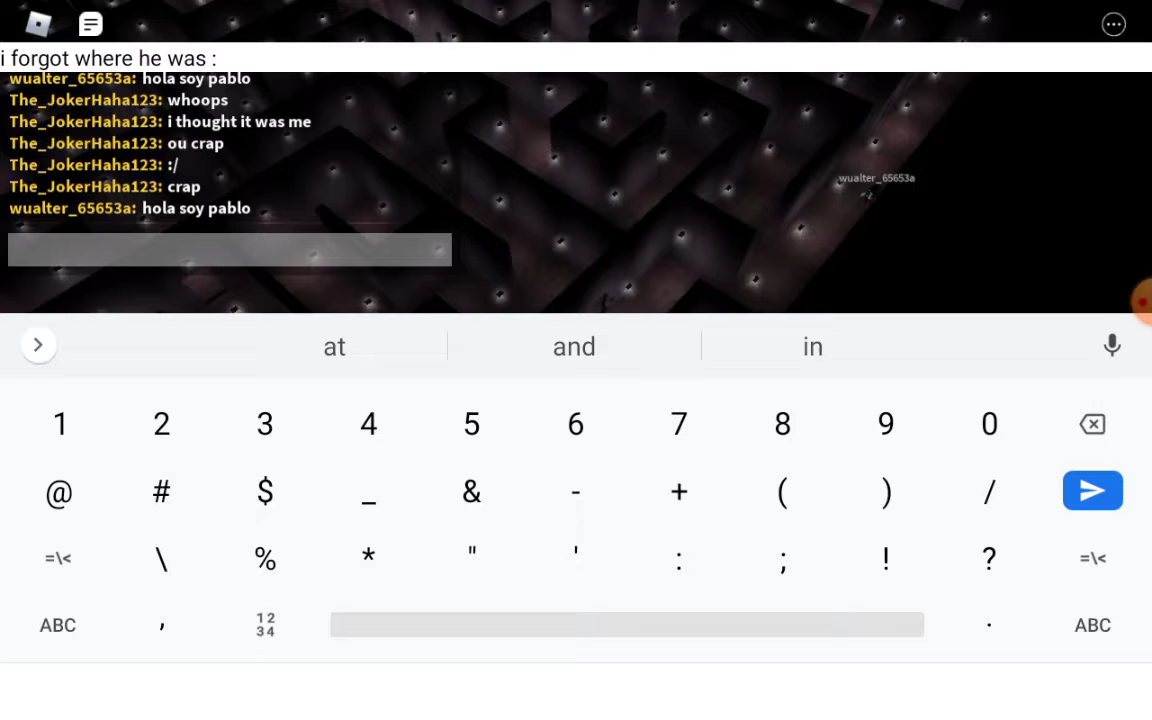 i forgot where he was :
wualter_65653a: hola soy pablo
The_JokerHaha123: whoops
The_JokerHaha123: i thought it was me
The_JokerHaha123: ou crap
The_JokerHaha123: :/
The_JokerHaha123: crap
wualter_65653a: hola soy pablo
wualter_65653a
at and in
1 2 3 4 5 6 7 8 9 0
@ # $ _ & - + ( ) /
=\< \ % * " ' : ; ! ? =\<
ABC , 12 34 . ABC